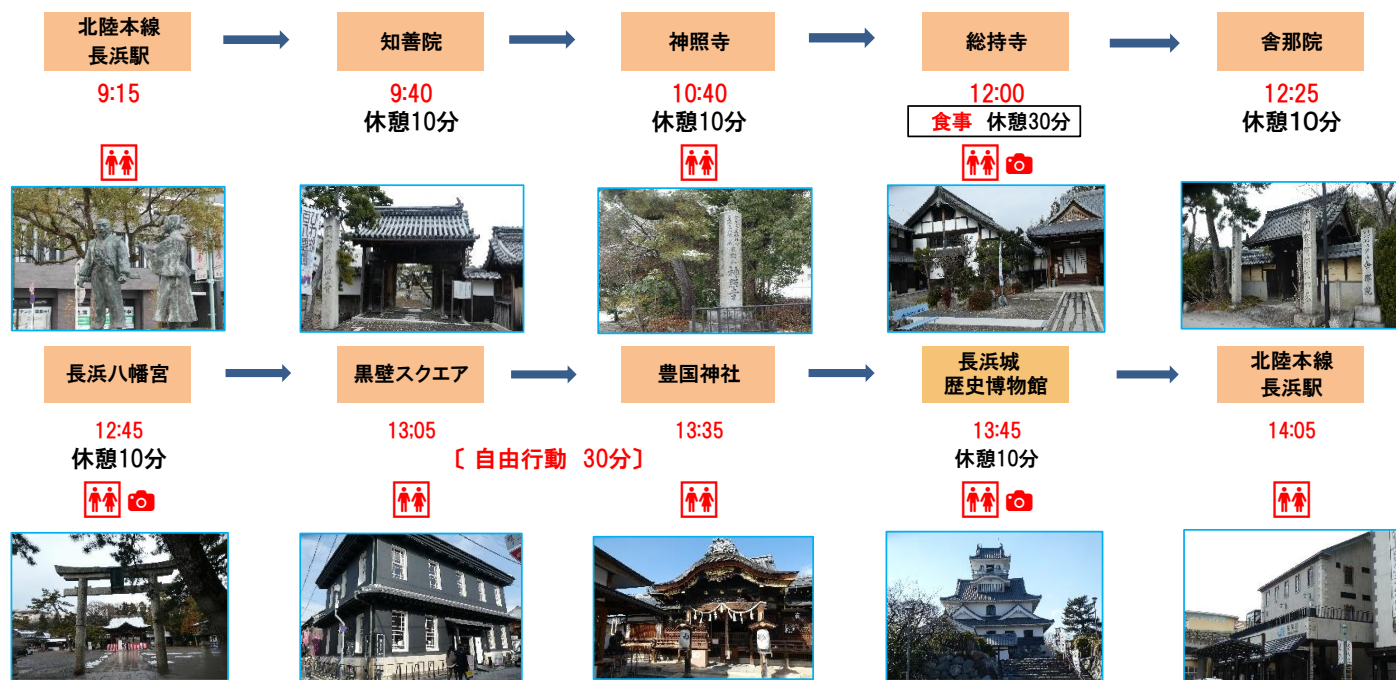 北陸本線
長浜駅
知善院
神照寺
総持寺
舎那院
9:15
9:40
10:40
12:00
12:25
休憩10分
休憩10分
食事 休憩30分
休憩10分
長浜八幡宮
黒壁スクエア
豊国神社
長浜城
歴史博物館
北陸本線
長浜駅
12:45
13;05
13:35
13:45
14:05
休憩10分
〔 自由行動 30分〕
休憩10分